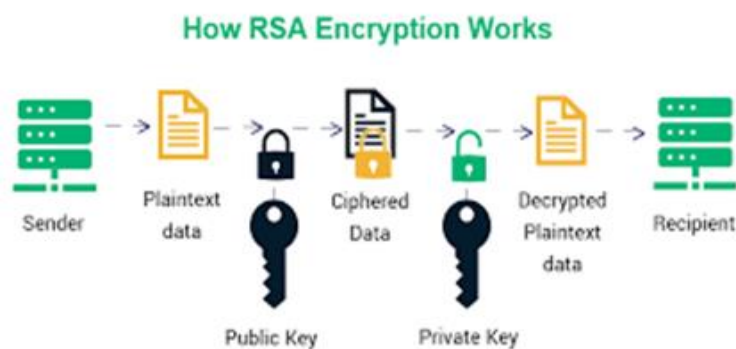 How RSA Encryption Works
Sender
Plaintext
data
Ciphered
Data
Decrypted
Plaintext
data
Recipient
Public Key
Private Key